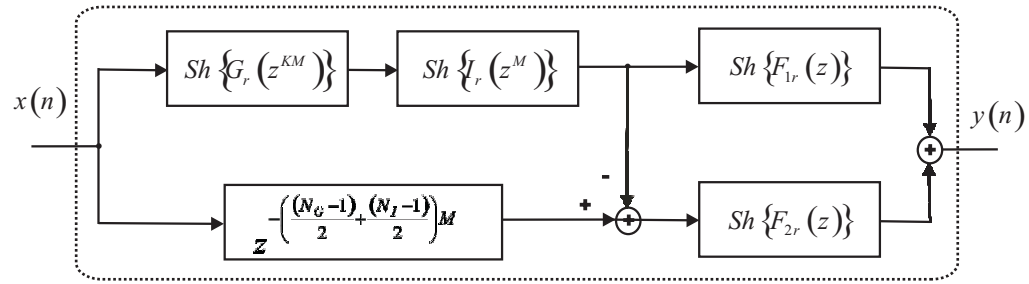 Sh{G_r(z^{KM})}
Sh{I_r(z^M)}
Sh{F_{1r}(z)}
x(n)
y(n)
+
-
+
+
z^{-((N_G-1)/2+(N_I-1)/2)M}
Sh{F_{2r}(z)}